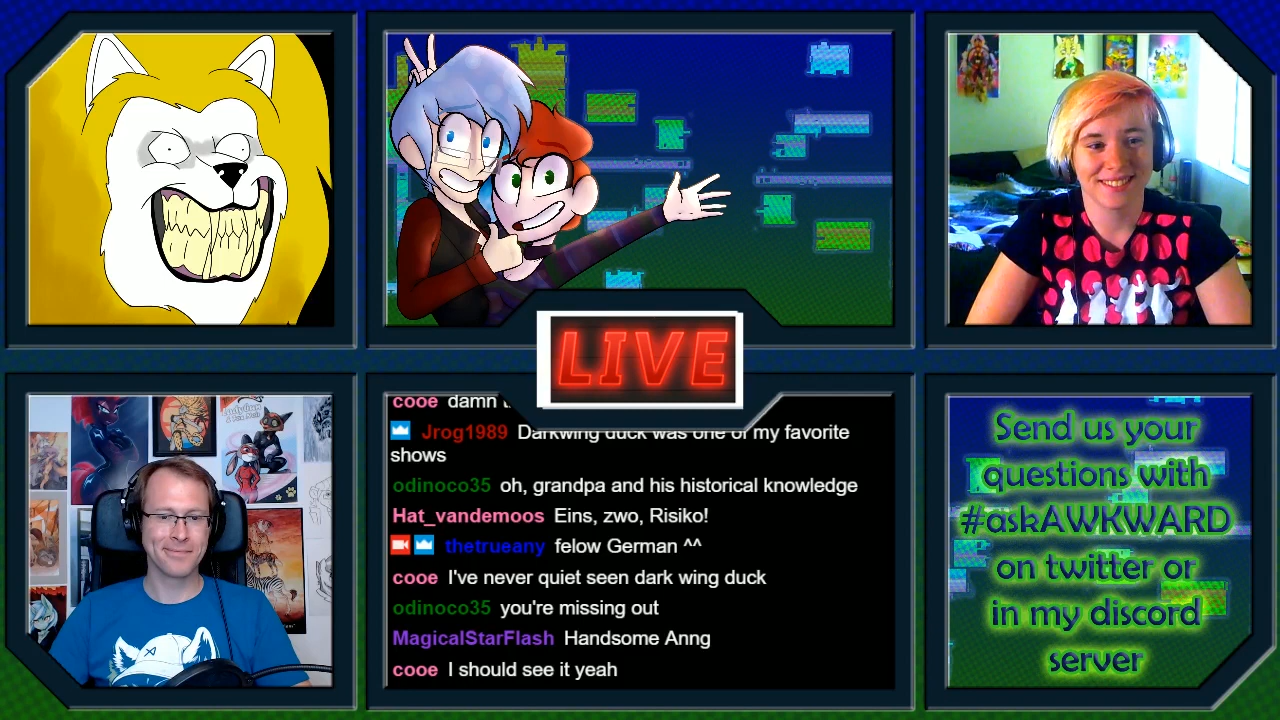 LIVE
cooe damn
Jrog1989 Darkwing duck was one of my favorite
shows
odinoco35 oh, grandpa and his historical knowledge
Hat_vandemoos Eins, zwo, Risiko!
thetrueany felow German ^^
cooe I've never quiet seen dark wing duck
odinoco35 you're missing out
MagicalStarFlash Handsome Anng
cooe I should see it yeah
Send us your
questions with
#askAWKWARD
on twitter or
in my discord
server